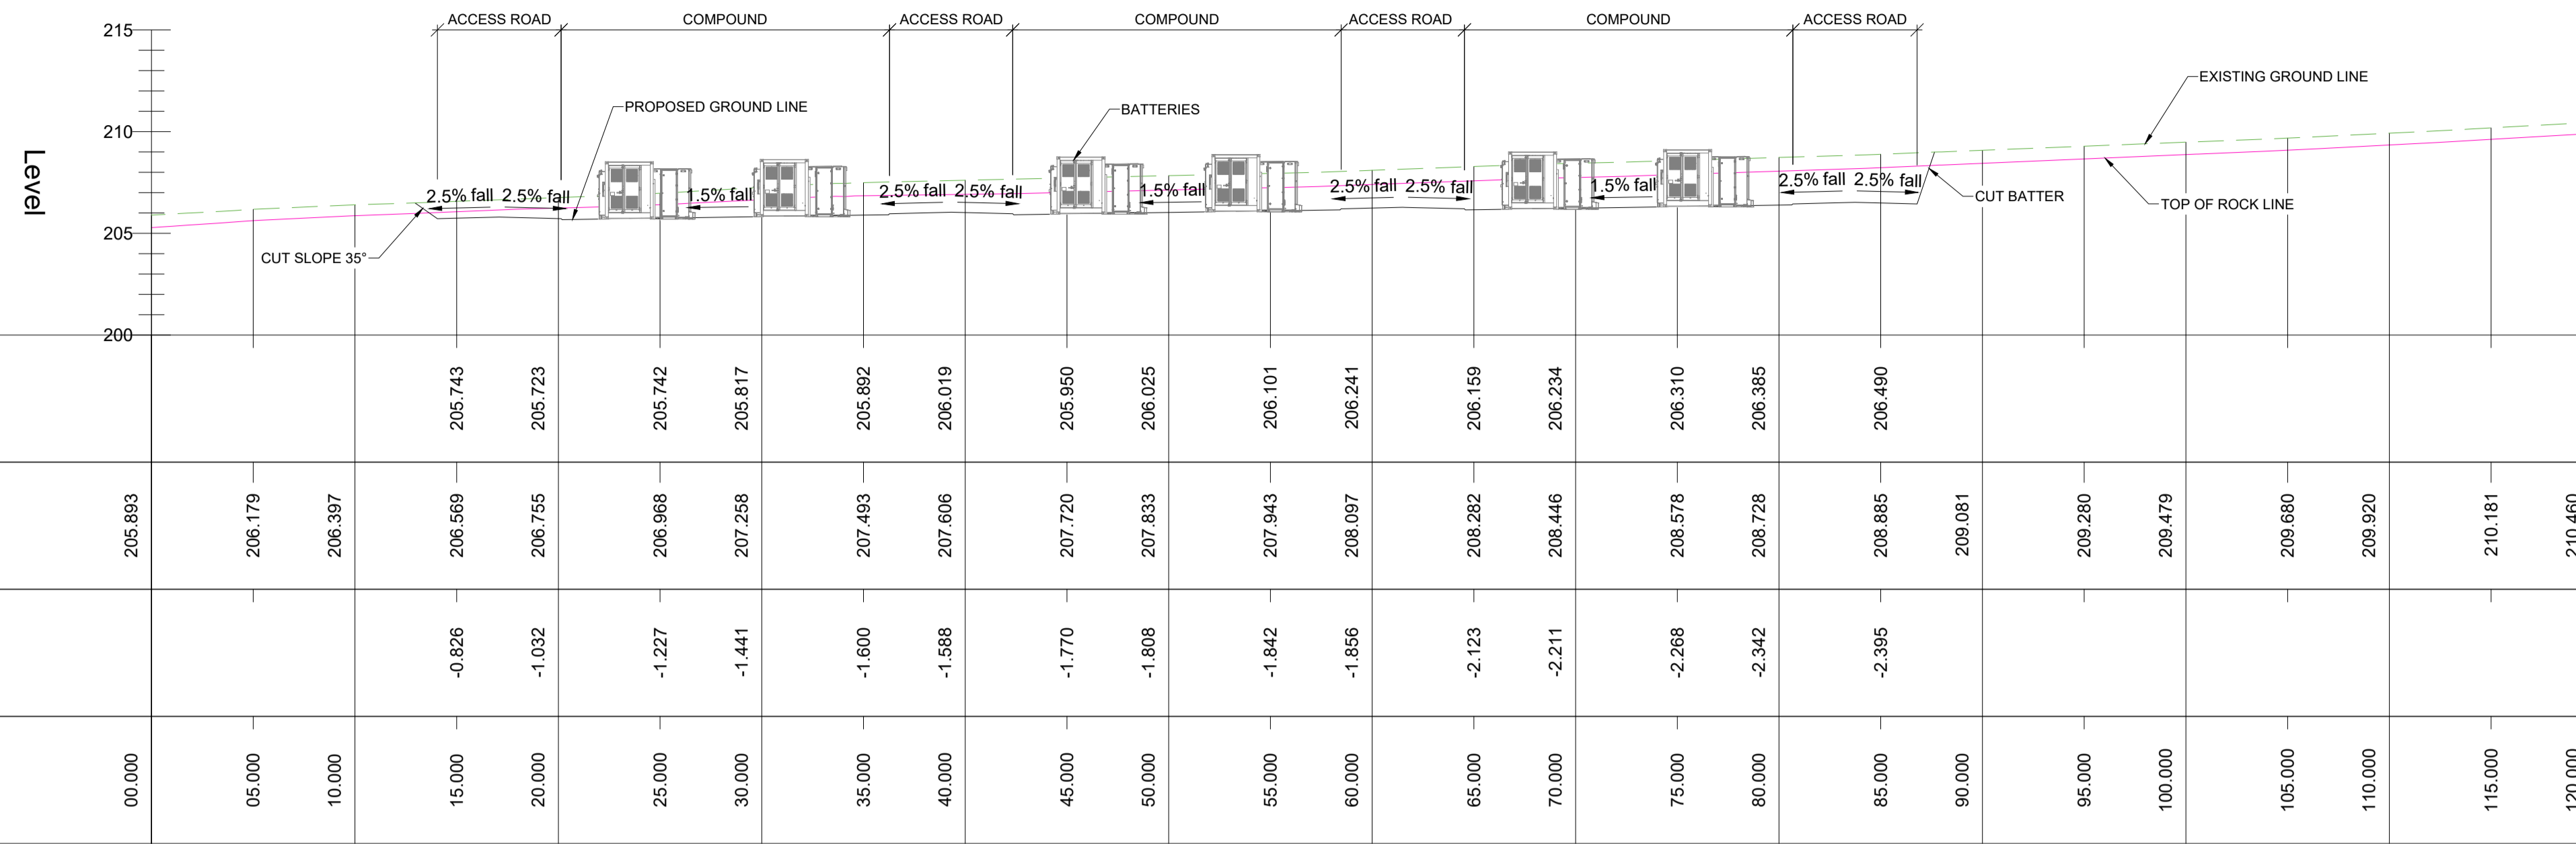 ACCESS ROAD COMPOUND ACCESS ROAD COMPOUND ACCESS ROAD COMPOUND ACCESS ROAD
215
EXISTING GROUND LINE
PROPOSED GROUND LINE
BATTERIES
210
Level
2.5% fall 2.5% fall 1.5% fall 2.5% fall 2.5% fall 1.5% fall 2.5% fall 2.5% fall 1.5% fall 2.5% fall 2.5% fall
CUT BATTER
TOP OF ROCK LINE
205
CUT SLOPE 35°
200
205.743 205.723 205.742 205.817 205.892 206.019 205.950 206.025 206.101 206.241 206.159 206.234 206.310 206.385 206.490
205.893 206.179 206.397 206.569 206.755 206.968 207.258 207.493 207.606 207.720 207.833 207.943 208.097 208.282 208.446 208.578 208.728 208.885 209.081 209.280 209.479 209.680 209.920 210.181 210.460
-0.826 -1.032 -1.227 -1.441 -1.600 -1.588 -1.770 -1.808 -1.842 -1.856 -2.123 -2.211 -2.268 -2.342 -2.395
00.000 05.000 10.000 15.000 20.000 25.000 30.000 35.000 40.000 45.000 50.000 55.000 60.000 65.000 70.000 75.000 80.000 85.000 90.000 95.000 100.000 105.000 110.000 115.000 120.000